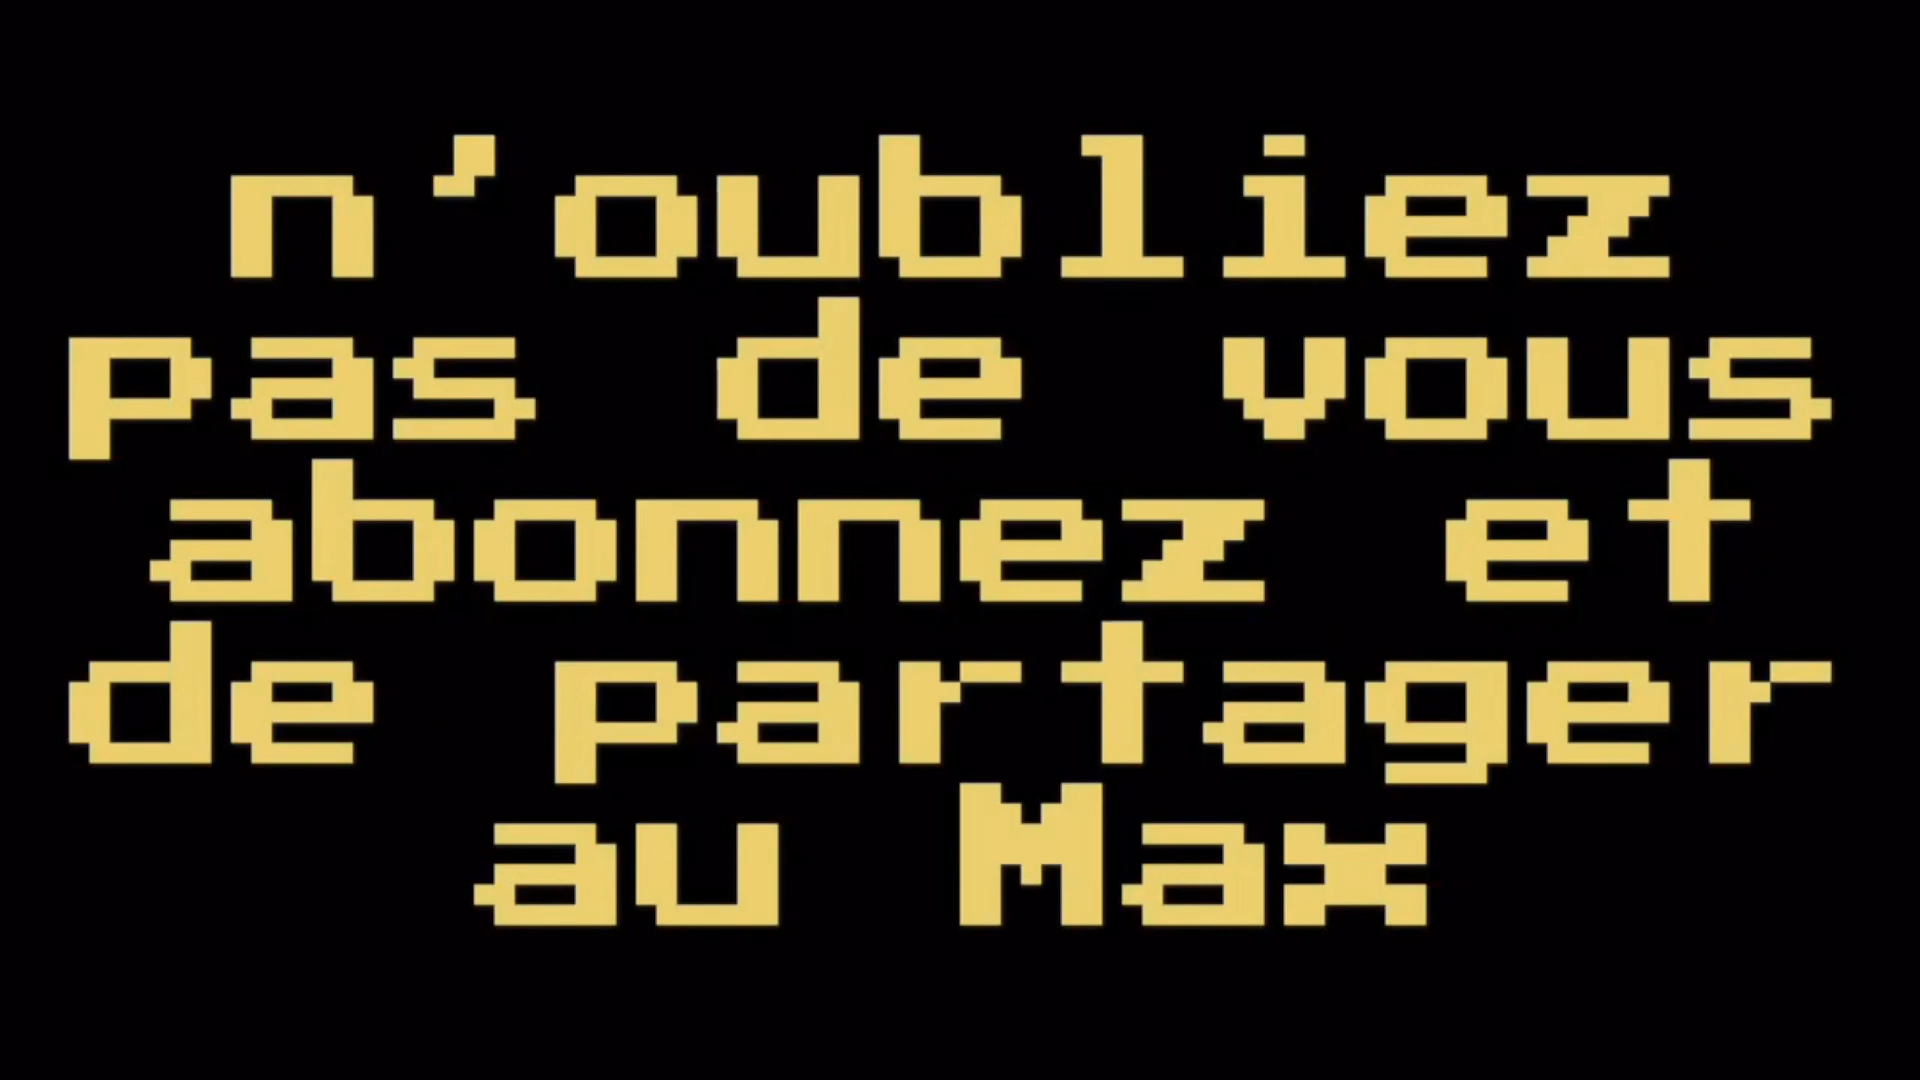 n'oubliez
pas de vous
abonnez et
de partager
au Max